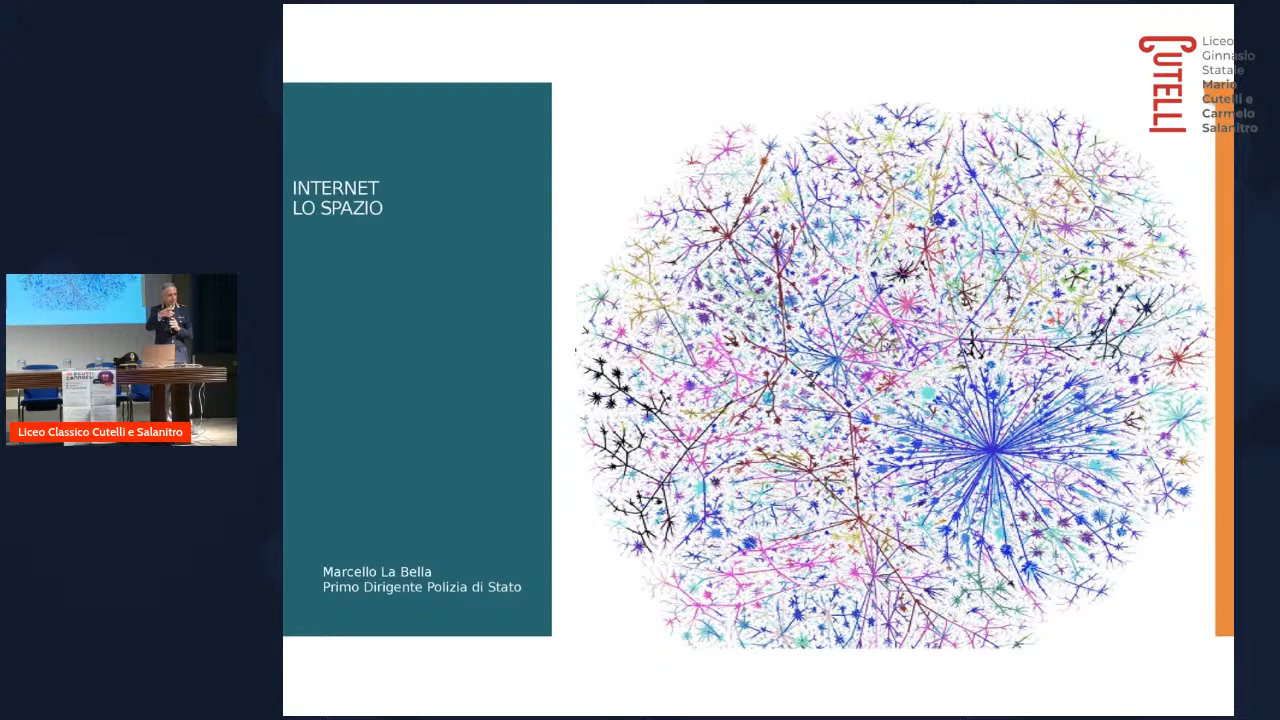 INTERNET
LO SPAZIO
Marcello La Bella
Primo Dirigente Polizia di Stato
CUTELLI
Liceo
Ginnasio
Statale
Mario
Cutelli e
Carmelo
Salanitro
Liceo Classico Cutelli e Salanitro